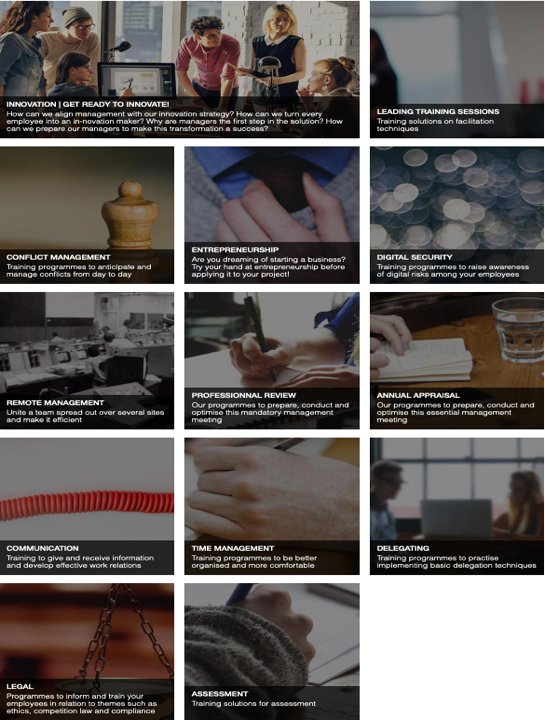 INNOVATION | GET READY TO INNOVATE!
How can we align management with our innovation strategy? How can we turn every
employee into an in-novation maker? Why are managers the first step in the solution? How
can we prepare our managers to make this transformation a success?
LEADING TRAINING SESSIONS
Training solutions on facilitation
techniques
CONFLICT MANAGEMENT
Training programmes to anticipate and
manage conflicts from day to day
ENTREPRENEURSHIP
Are you dreaming of starting a business?
Try your hand at entrepreneurship before
applying it to your project!
DIGITAL SECURITY
Training programmes to raise awareness
of digital risks among your employees
REMOTE MANAGEMENT
Unite a team spread out over several sites
and make it efficient
PROFESSIONNAL REVIEW
Our programmes to prepare, conduct and
optimise this mandatory management
meeting
ANNUAL APPRAISAL
Our programmes to prepare, conduct and
optimise this essential management
meeting
COMMUNICATION
Training to give and receive information
and develop effective work relations
TIME MANAGEMENT
Training programmes to be better
organised and more comfortable
DELEGATING
Training programmes to practise
implementing basic delegation techniques
LEGAL
Programmes to inform and train your
employees in relation to themes such as
ethics, competition law and compliance
ASSESSMENT
Training solutions for assessment